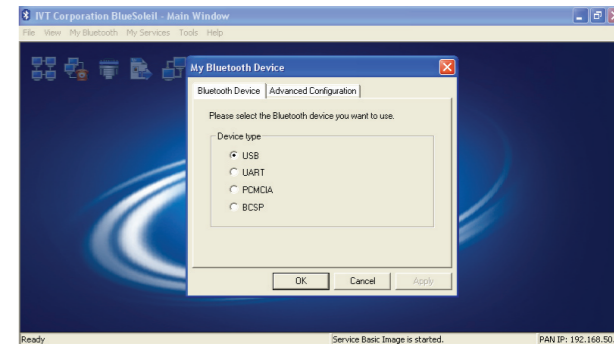 IVT Corporation BlueSoleil - Main Window
File View My Bluetooth My Services Tools Help
My Bluetooth Device
Bluetooth Device Advanced Configuration
Please select the Bluetooth device you want to use.
Device type
USB
UART
PCMCIA
BCSP
OK Cancel Apply
Ready Service Basic Image is started. PAN IP: 192.168.50.